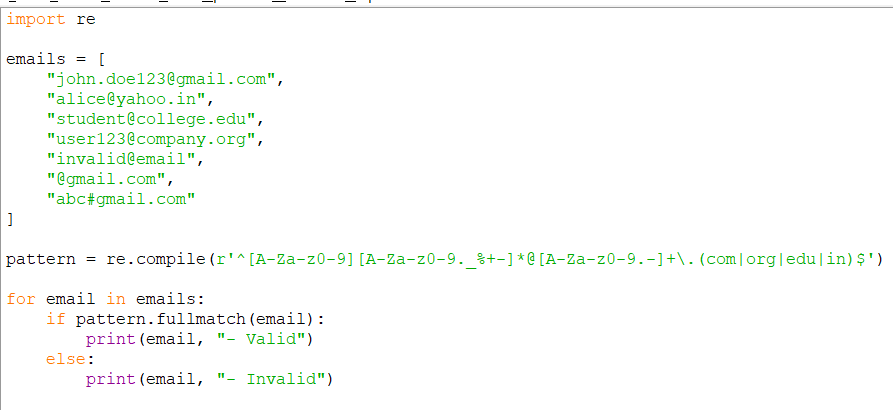 import re

emails = [
    "john.doe123@gmail.com",
    "alice@yahoo.in",
    "student@college.edu",
    "user123@company.org",
    "invalid@email",
    "@gmail.com",
    "abc#gmail.com"
]

pattern = re.compile(r'^[A-Za-z0-9][A-Za-z0-9._%+-]*@[A-Za-z0-9.-]+\.(com|org|edu|in)$')

for email in emails:
    if pattern.fullmatch(email):
        print(email, "- Valid")
    else:
        print(email, "- Invalid")